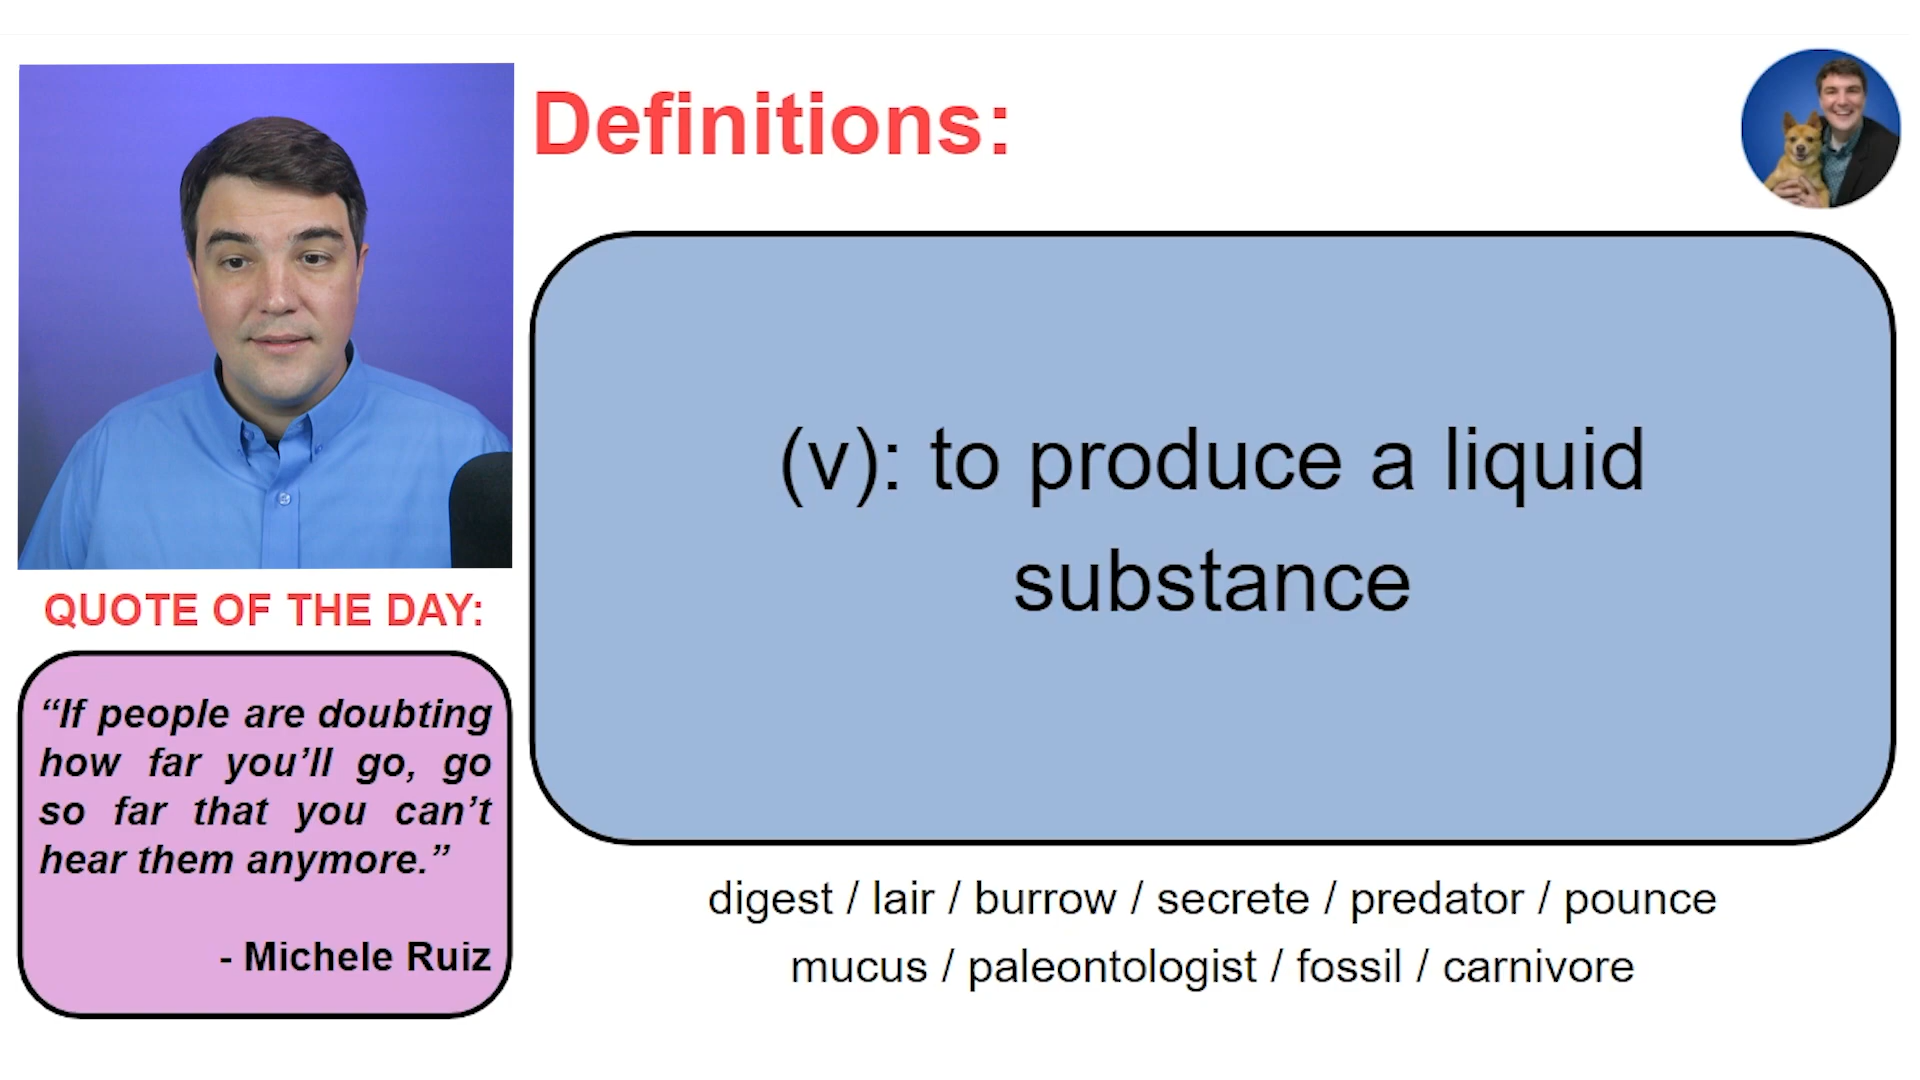 Definitions:
(v): to produce a liquid
substance
digest / lair / burrow / secrete / predator / pounce
mucus / paleontologist / fossil / carnivore
QUOTE OF THE DAY:
“If people are doubting
how far you’ll go, go
so far that you can’t
hear them anymore.”
- Michele Ruiz